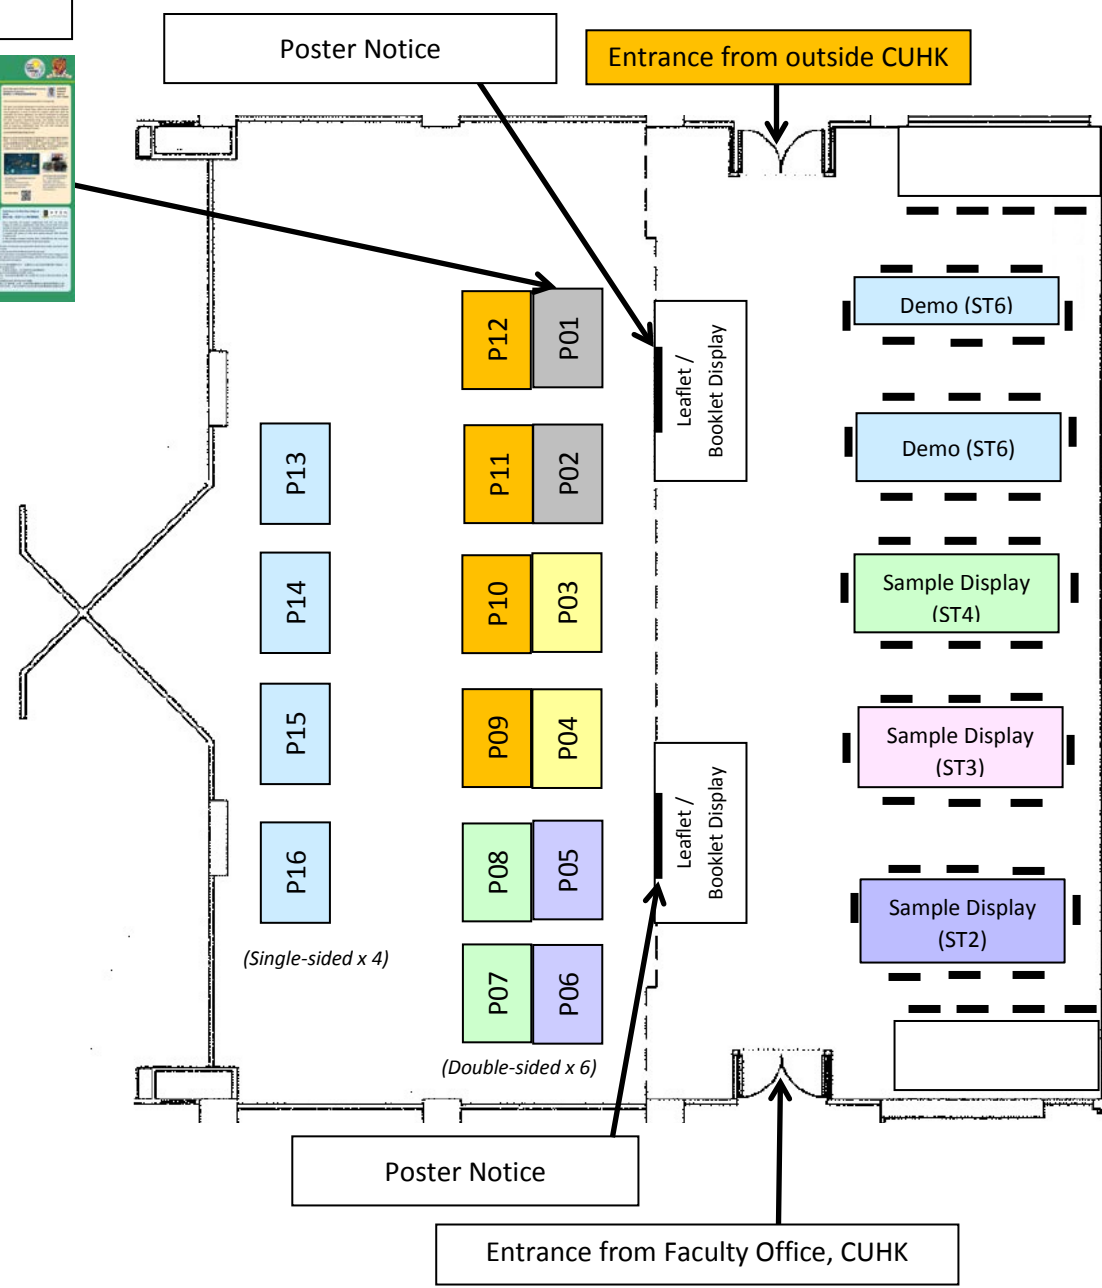 Poster Notice
Entrance from outside CUHK
P12
P01
Leaflet /
Booklet Display
Demo (ST6)
P13
P11
P02
Demo (ST6)
P14
P10
P03
Sample Display
(ST4)
P15
P09
P04
Sample Display
(ST3)
P16
P08
P05
Leaflet /
Booklet Display
Sample Display
(ST2)
(Single-sided x 4)
P07
P06
(Double-sided x 6)
Poster Notice
Entrance from Faculty Office, CUHK